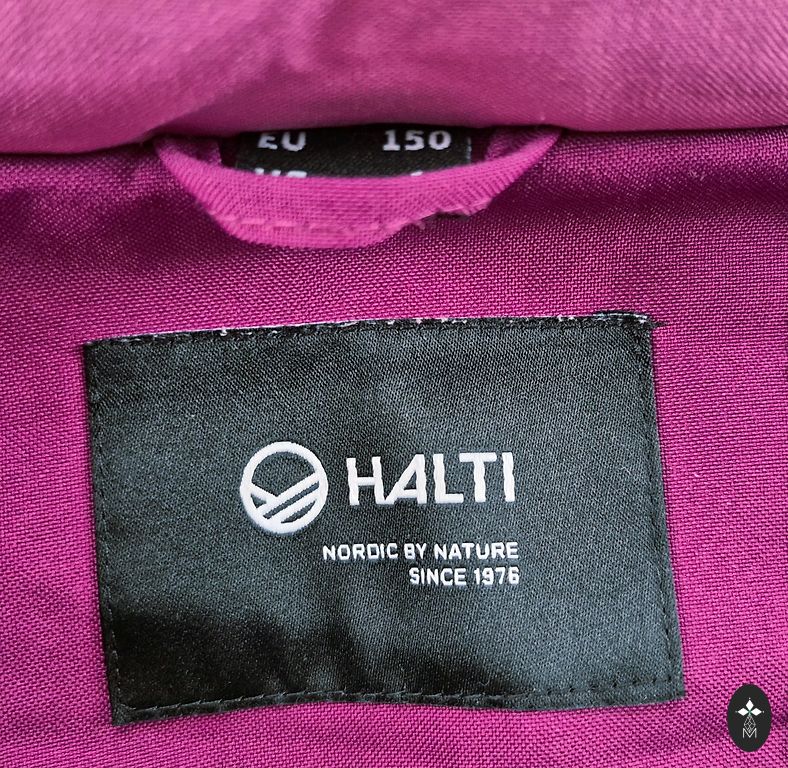 EU 150
HALTI
NORDIC BY NATURE
SINCE 1976
M